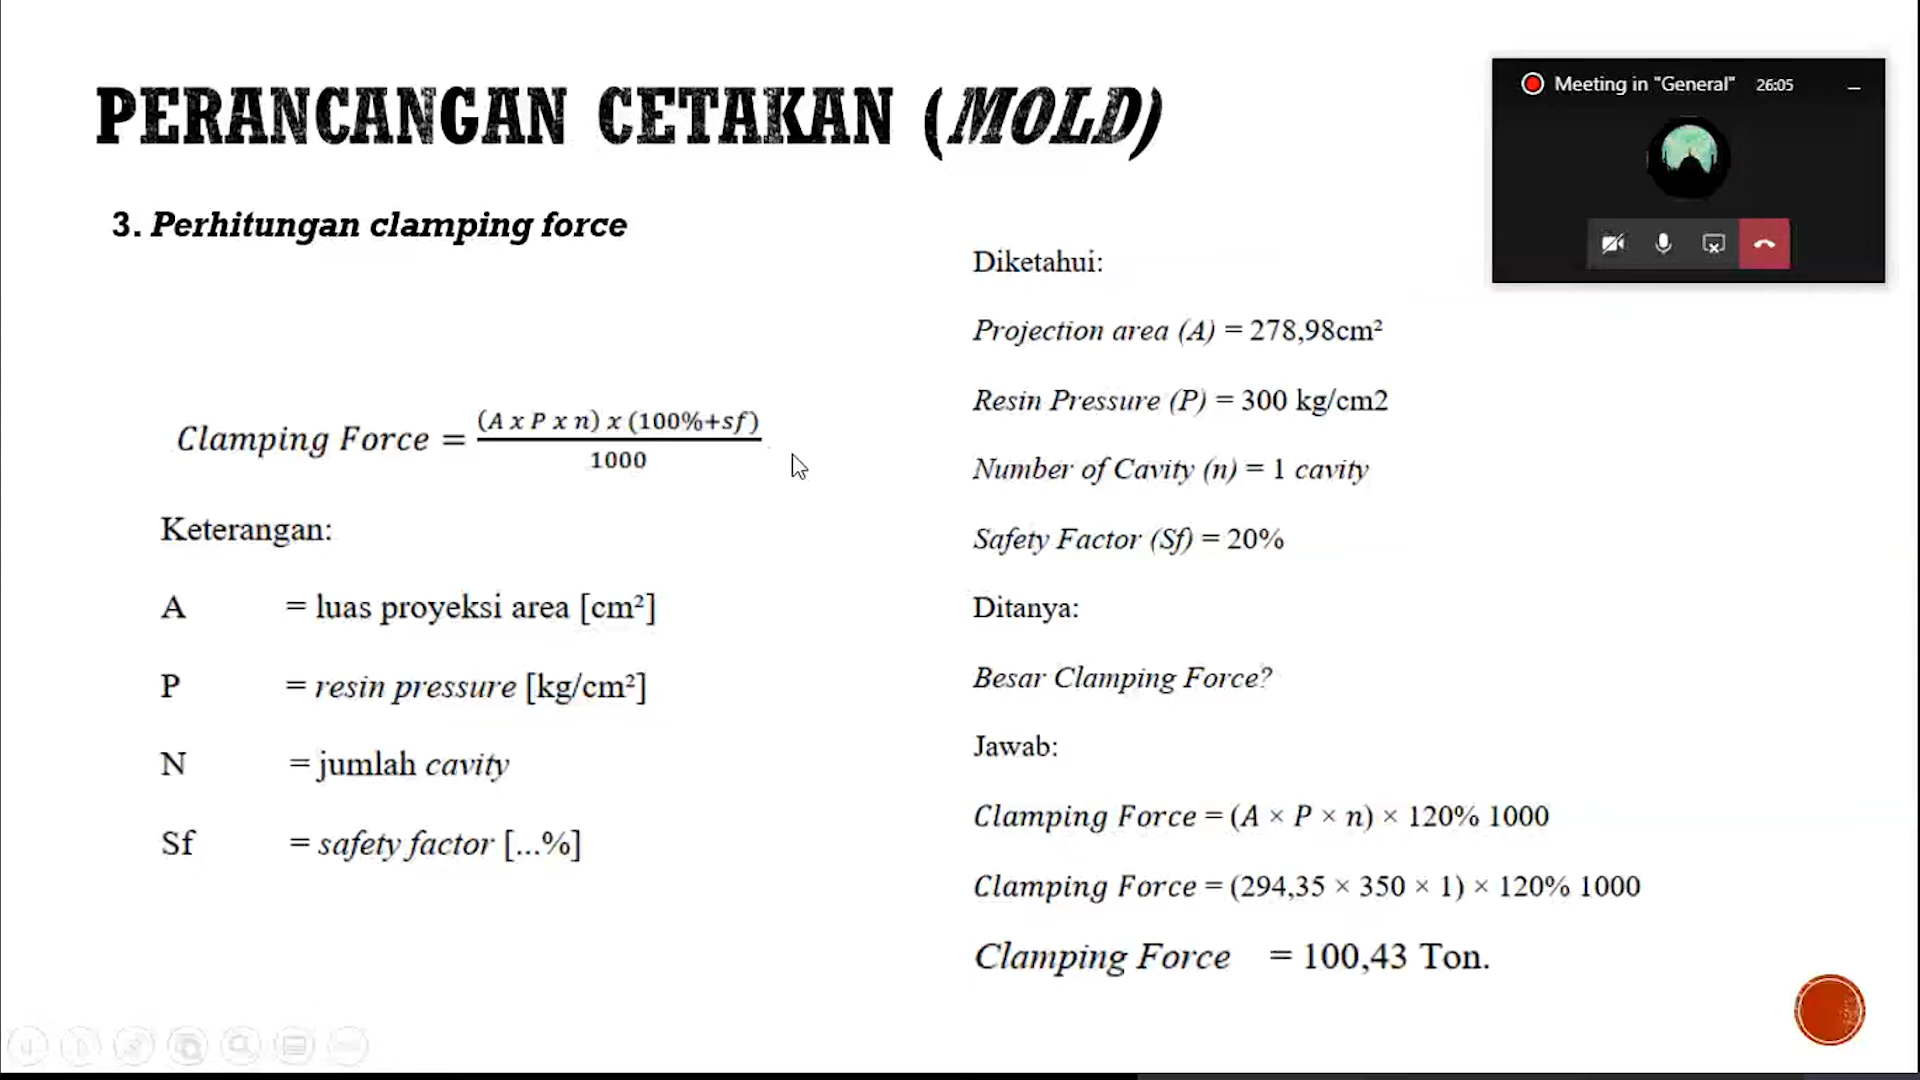 PERANCANGAN CETAKAN (MOLD)
Meeting in "General" 26:05
3. Perhitungan clamping force
Clamping Force = (A x P x n) x (100%+sf) / 1000
Keterangan:
A = luas proyeksi area [cm²]
P = resin pressure [kg/cm²]
N = jumlah cavity
Sf = safety factor [...%]
Diketahui:
Projection area (A) = 278,98cm²
Resin Pressure (P) = 300 kg/cm2
Number of Cavity (n) = 1 cavity
Safety Factor (Sf) = 20%
Ditanya:
Besar Clamping Force?
Jawab:
Clamping Force = (A × P × n) × 120% 1000
Clamping Force = (294,35 × 350 × 1) × 120% 1000
Clamping Force = 100,43 Ton.